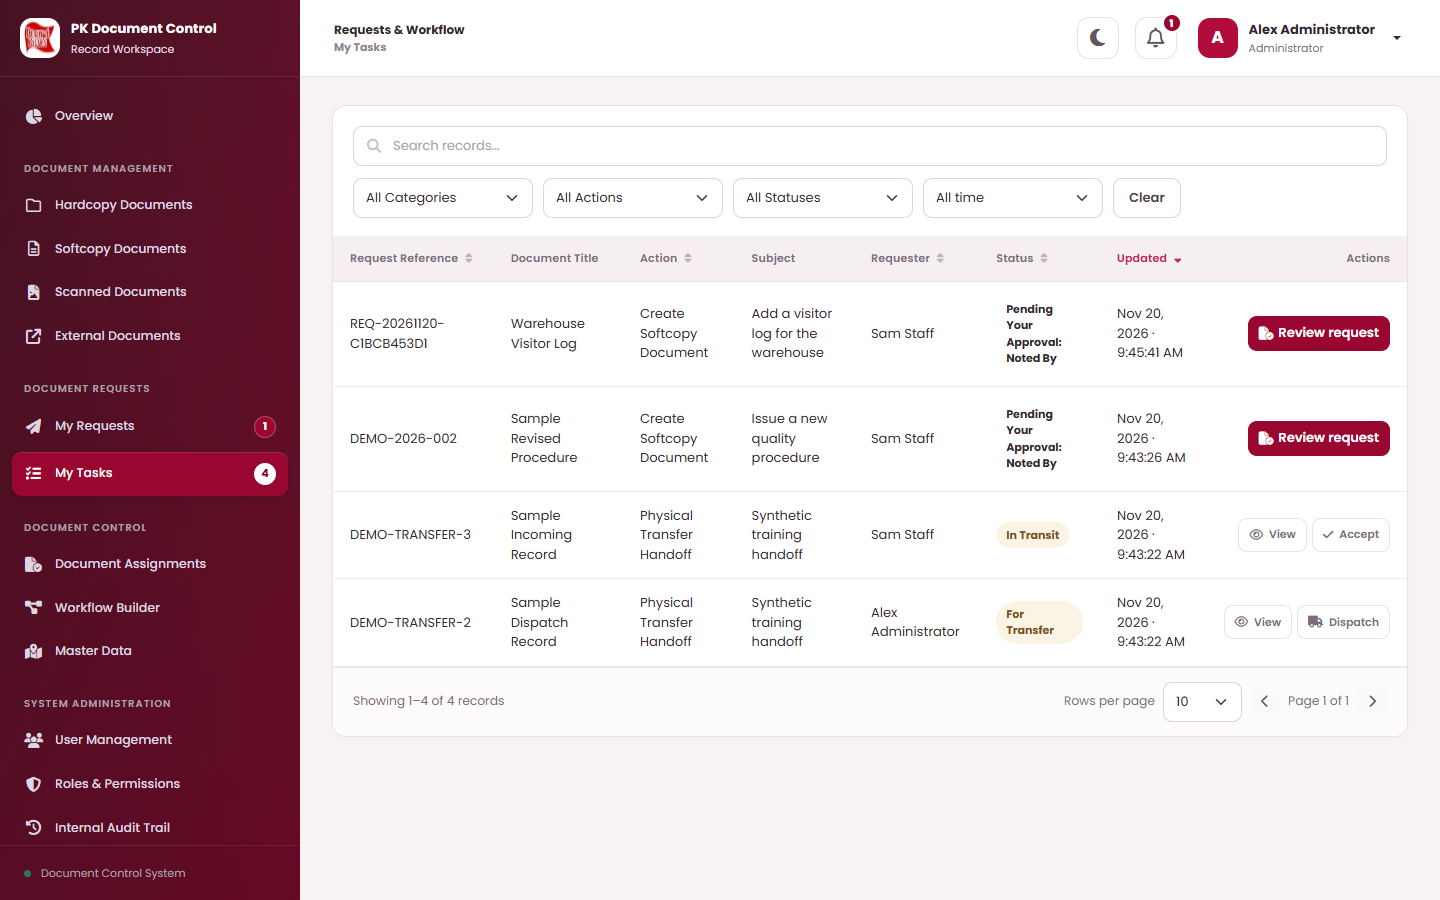 PK Document Control
Record Workspace
Overview
DOCUMENT MANAGEMENT
Hardcopy Documents
Softcopy Documents
Scanned Documents
External Documents
DOCUMENT REQUESTS
My Requests 1
My Tasks 4
DOCUMENT CONTROL
Document Assignments
Workflow Builder
Master Data
SYSTEM ADMINISTRATION
User Management
Roles & Permissions
Internal Audit Trail
Document Control System
Requests & Workflow
My Tasks
1
A
Alex Administrator
Administrator
Search records...
All Categories All Actions All Statuses All time Clear
Request Reference Document Title Action Subject Requester Status Updated Actions
REQ-20261120-
C1BCB453D1
Warehouse
Visitor Log
Create
Softcopy
Document
Add a visitor
log for the
warehouse
Sam Staff
Pending
Your
Approval:
Noted By
Nov 20,
2026 ·
9:45:41 AM
Review request
DEMO-2026-002
Sample
Revised
Procedure
Create
Softcopy
Document
Issue a new
quality
procedure
Sam Staff
Pending
Your
Approval:
Noted By
Nov 20,
2026 ·
9:43:26 AM
Review request
DEMO-TRANSFER-3
Sample
Incoming
Record
Physical
Transfer
Handoff
Synthetic
training
handoff
Sam Staff
In Transit
Nov 20,
2026 ·
9:43:22 AM
View Accept
DEMO-TRANSFER-2
Sample
Dispatch
Record
Physical
Transfer
Handoff
Synthetic
training
handoff
Alex
Administrator
For
Transfer
Nov 20,
2026 ·
9:43:22 AM
View Dispatch
Showing 1–4 of 4 records
Rows per page 10 Page 1 of 1